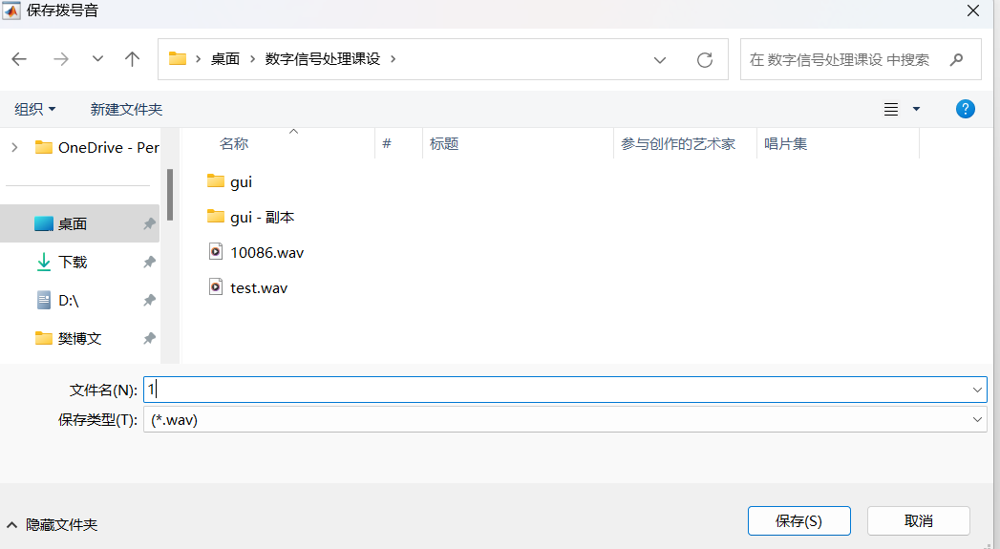 保存拨号音
桌面 数字信号处理课设
在 数字信号处理课设 中搜索
组织 新建文件夹
?
OneDrive - Per
桌面
下载
D:\
樊博文
名称 # 标题 参与创作的艺术家 唱片集
gui
gui - 副本
10086.wav
test.wav
文件名(N): 1
保存类型(T): (*.wav)
隐藏文件夹
保存(S) 取消